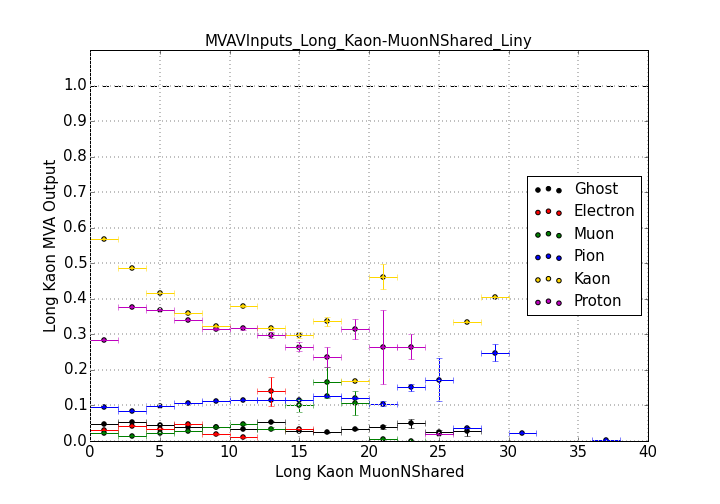 MVAVInputs_Long_Kaon-MuonNShared_Liny
Long Kaon MVA Output
1.0
0.9
0.8
0.7
0.6
0.5
0.4
0.3
0.2
0.1
0.0
Ghost
Electron
Muon
Pion
Kaon
Proton
0 5 10 15 20 25 30 35 40
Long Kaon MuonNShared